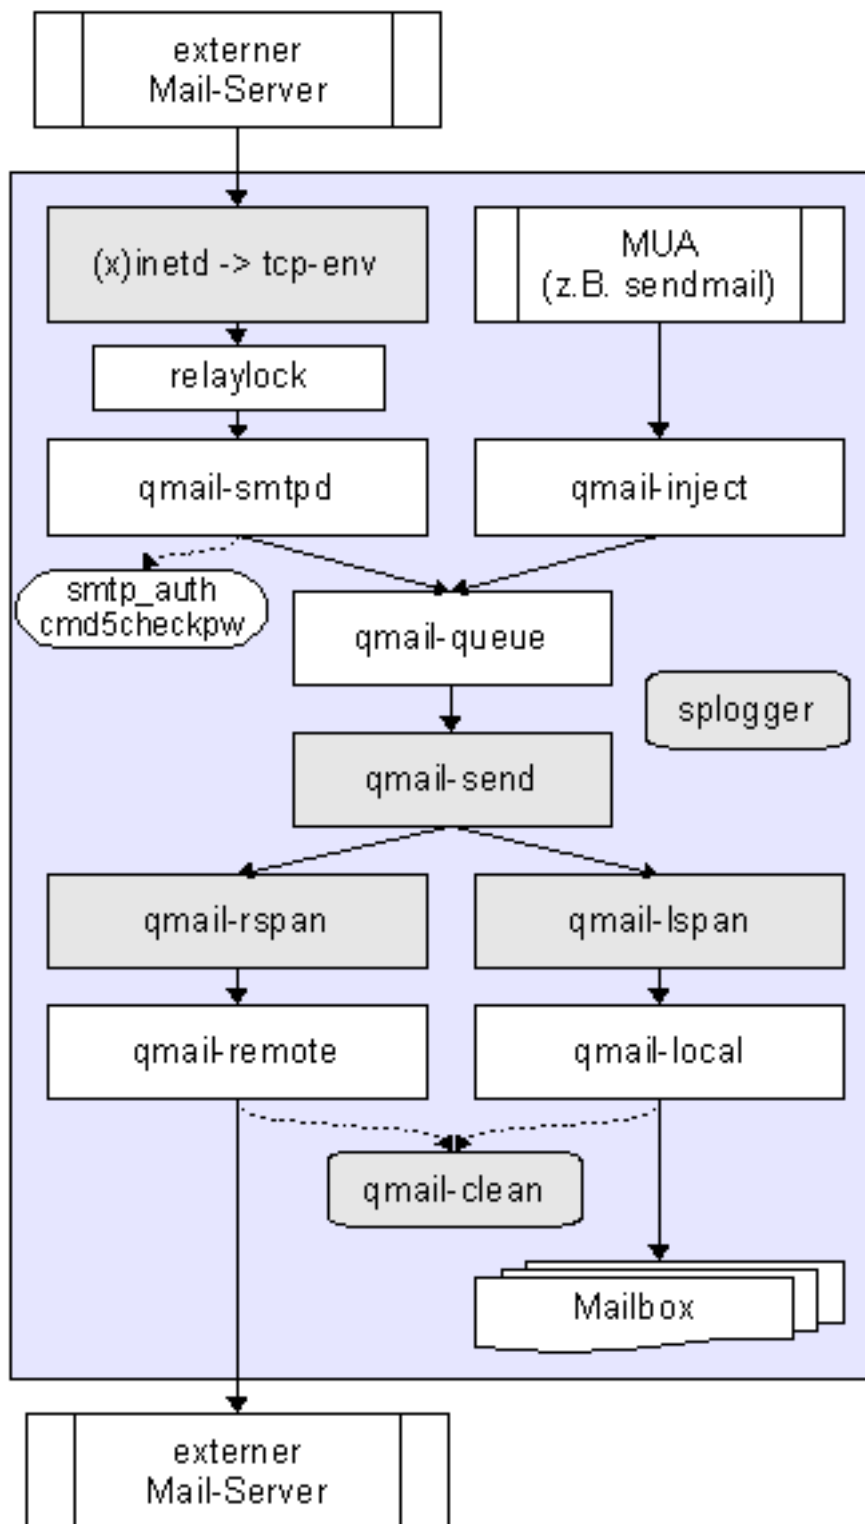 externer
Mail-Server
(x)inetd -> tcp-env
MUA
(z.B. sendmail)
relaylock
qmail-smtpd
qmail-inject
smtp_auth
cmd5checkpw
qmail-queue
splogger
qmail-send
qmail-rspan
qmail-lspan
qmail-remote
qmail-local
qmail-clean
Mailbox
externer
Mail-Server